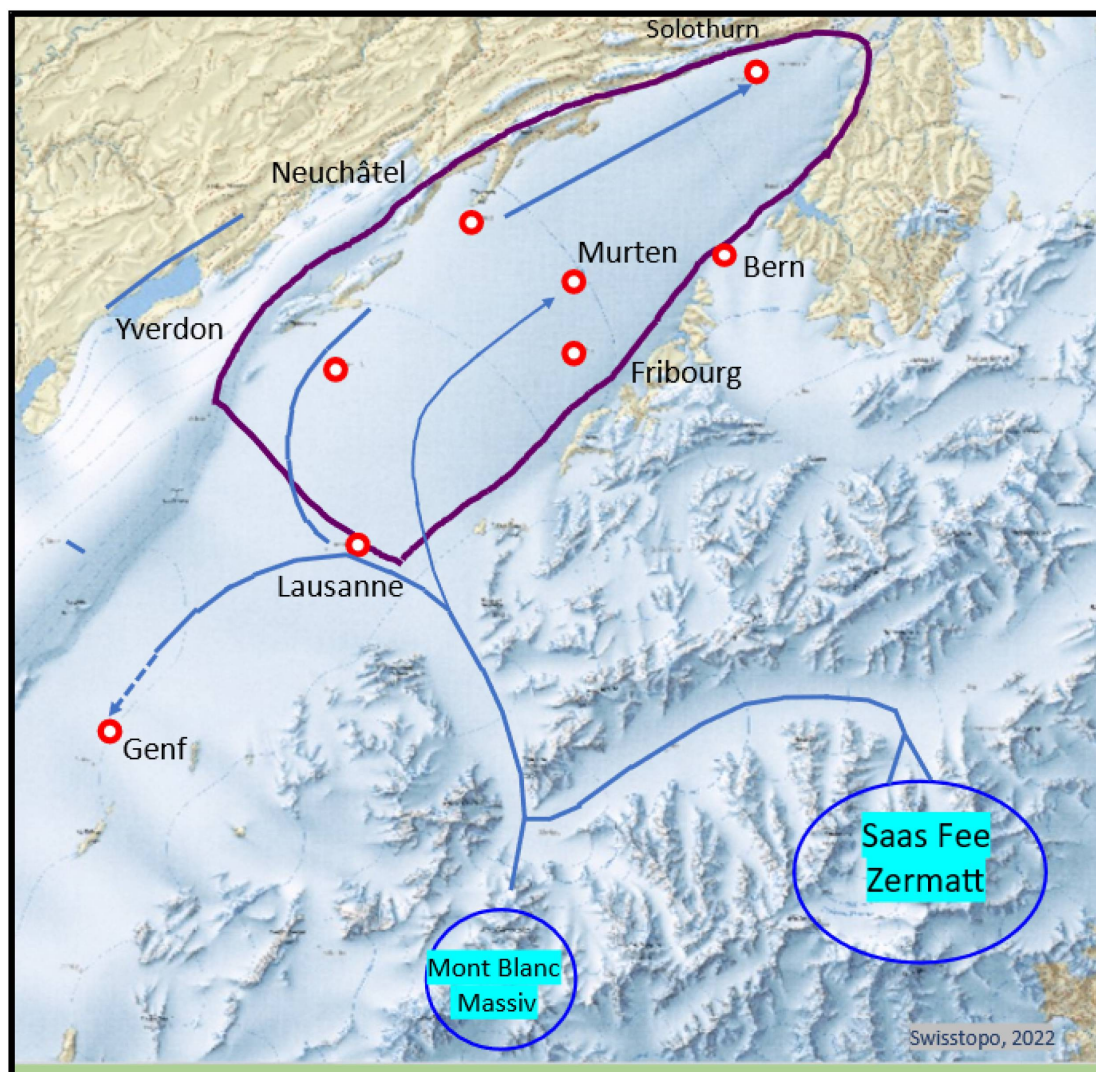 Solothurn
Neuchâtel
Murten
Bern
Yverdon
Fribourg
Lausanne
Genf
Saas Fee
Zermatt
Mont Blanc
Massiv
Swisstopo, 2022